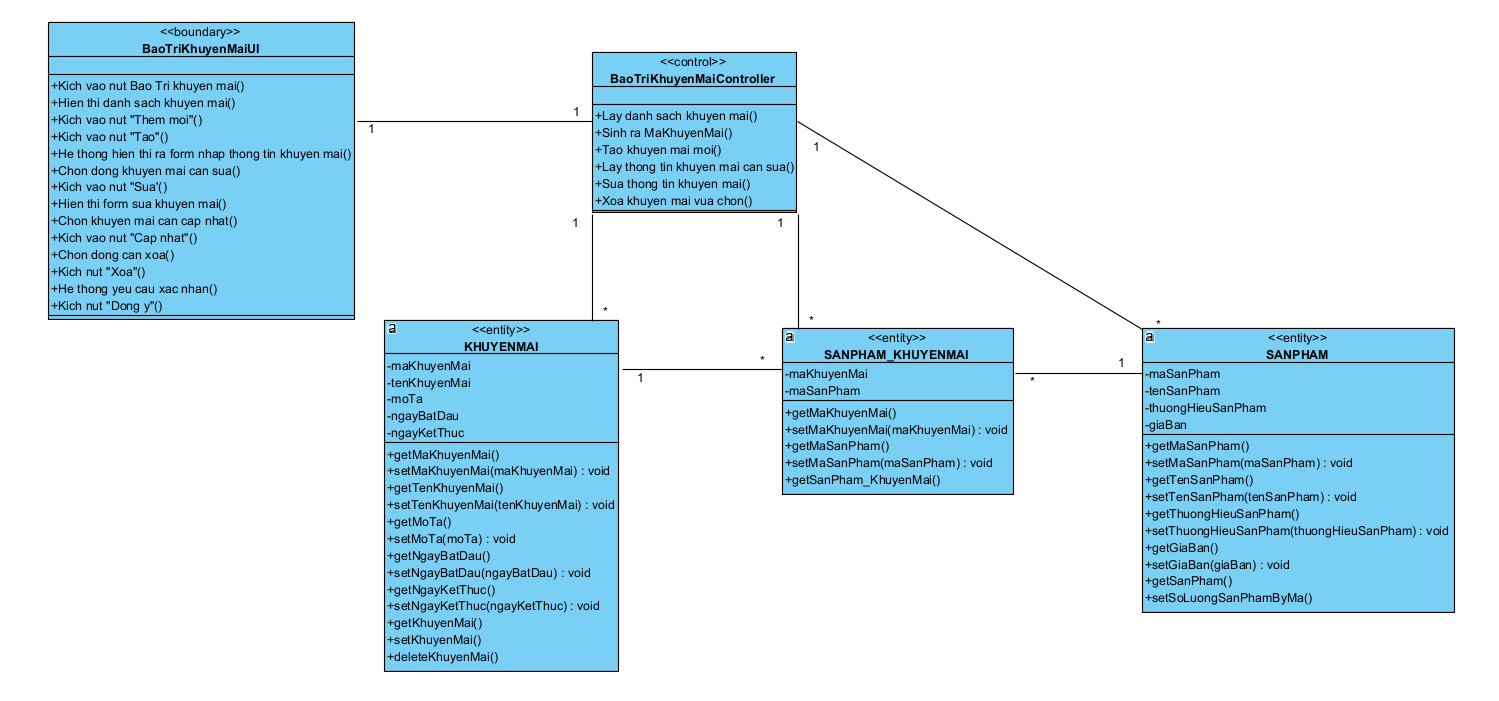 <<boundary>>
BaoTriKhuyenMaiUI
+Kich vao nut Bao Tri khuyen mai()
+Hien thi danh sach khuyen mai()
+Kich vao nut "Them moi"()
+Kich vao nut "Tao"()
+He thong hien thi ra form nhap thong tin khuyen mai()
+Chon dong khuyen mai can sua()
+Kich vao nut "Sua'()
+Hien thi form sua khuyen mai()
+Chon khuyen mai can cap nhat()
+Kich vao nut "Cap nhat"()
+Chon dong can xoa()
+Kich nut "Xoa"()
+He thong yeu cau xac nhan()
+Kich nut "Dong y"()
1
1
<<control>>
BaoTriKhuyenMaiController
+Lay danh sach khuyen mai()
+Sinh ra MaKhuyenMai()
+Tao khuyen mai moi()
+Lay thong tin khuyen mai can sua()
+Sua thong tin khuyen mai()
+Xoa khuyen mai vua chon()
1
1
1
*
*
*
a
<<entity>>
KHUYENMAI
-maKhuyenMai
-tenKhuyenMai
-moTa
-ngayBatDau
-ngayKetThuc
+getMaKhuyenMai()
+setMaKhuyenMai(maKhuyenMai) : void
+getTenKhuyenMai()
+setTenKhuyenMai(tenKhuyenMai) : void
+getMoTa()
+setMoTa(moTa) : void
+getNgayBatDau()
+setNgayBatDau(ngayBatDau) : void
+getNgayKetThuc()
+setNgayKetThuc(ngayKetThuc) : void
+getKhuyenMai()
+setKhuyenMai()
+deleteKhuyenMai()
1
*
a
<<entity>>
SANPHAM_KHUYENMAI
-maKhuyenMai
-maSanPham
+getMaKhuyenMai()
+setMaKhuyenMai(maKhuyenMai) : void
+getMaSanPham()
+setMaSanPham(maSanPham) : void
+getSanPham_KhuyenMai()
*
1
a
<<entity>>
SANPHAM
-maSanPham
-tenSanPham
-thuongHieuSanPham
-giaBan
+getMaSanPham()
+setMaSanPham(maSanPham) : void
+getTenSanPham()
+setTenSanPham(tenSanPham) : void
+getThuongHieuSanPham()
+setThuongHieuSanPham(thuongHieuSanPham) : void
+getGiaBan()
+setGiaBan(giaBan) : void
+getSanPham()
+setSoLuongSanPhamByMa()